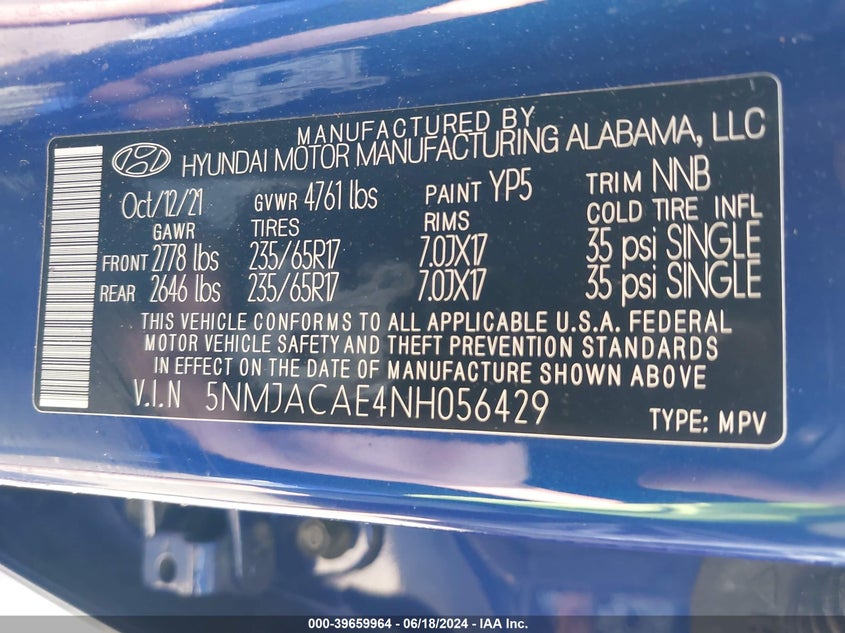 MANUFACTURED BY
HYUNDAI MOTOR MANUFACTURING ALABAMA, LLC
Oct/12/21 GVWR 4761 lbs PAINT YP5 TRIM NNB
GAWR TIRES RIMS COLD TIRE INFL
FRONT 2778 lbs 235/65R17 7.0JX17 35 psi SINGLE
REAR 2646 lbs 235/65R17 7.0JX17 35 psi SINGLE
THIS VEHICLE CONFORMS TO ALL APPLICABLE U.S.A. FEDERAL
MOTOR VEHICLE SAFETY AND THEFT PREVENTION STANDARDS
IN EFFECT ON THE DATE OF MANUFACTURE SHOWN ABOVE
V.I.N 5NMJACAE4NH056429 TYPE: MPV
000-39659964 - 06/18/2024 - IAA Inc.